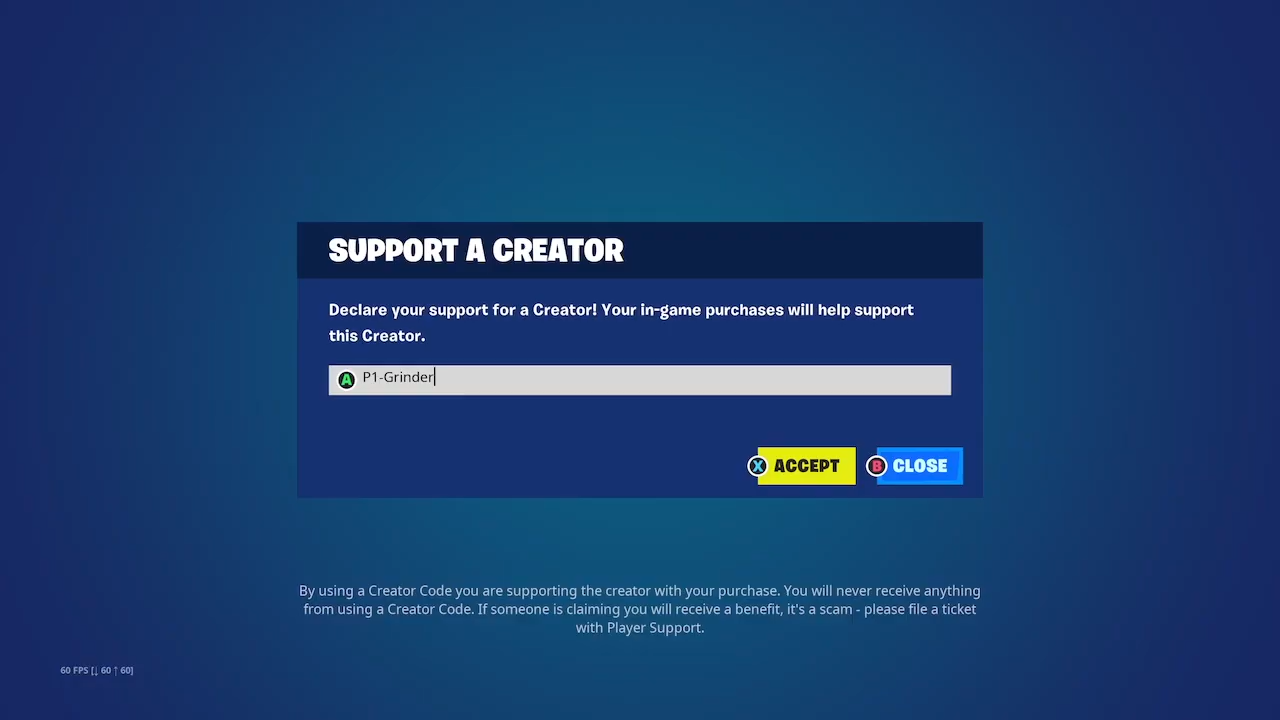 SUPPORT A CREATOR
Declare your support for a Creator! Your in-game purchases will help support
this Creator.
A P1-Grinder
X ACCEPT B CLOSE
By using a Creator Code you are supporting the creator with your purchase. You will never receive anything
from using a Creator Code. If someone is claiming you will receive a benefit, it's a scam - please file a ticket
with Player Support.
60 FPS [↓ 60 ↑ 60]